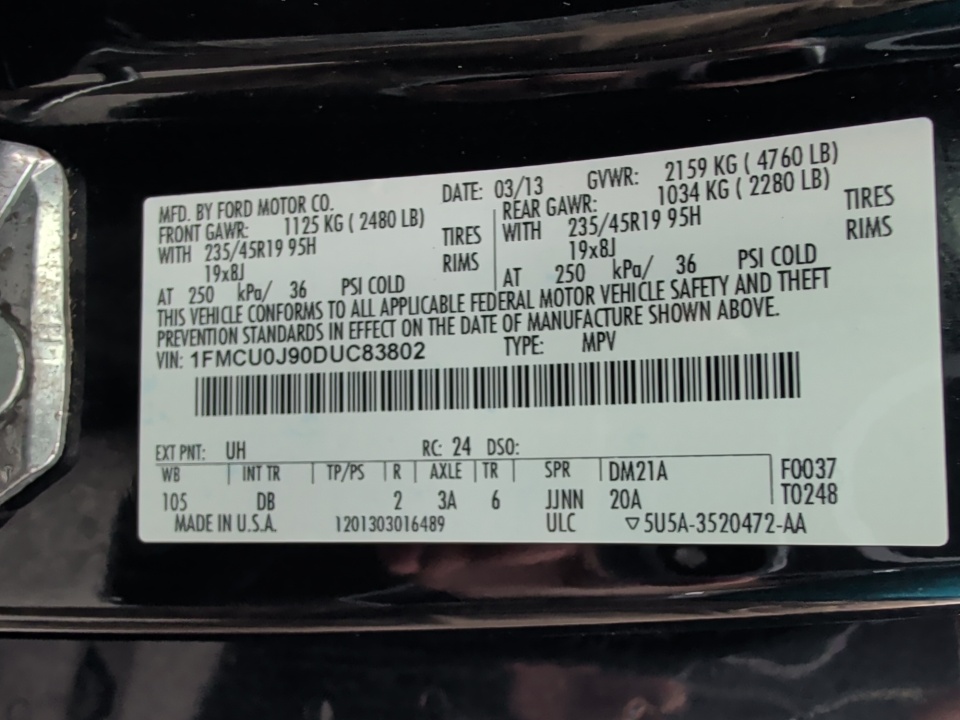 MFD. BY FORD MOTOR CO. DATE: 03/13 GVWR: 2159 KG ( 4760 LB)
FRONT GAWR: 1125 KG ( 2480 LB) REAR GAWR: 1034 KG ( 2280 LB)
WITH 235/45R19 95H TIRES WITH 235/45R19 95H TIRES
19x8J RIMS 19x8J RIMS
AT 250 kPa/ 36 PSI COLD AT 250 kPa/ 36 PSI COLD
THIS VEHICLE CONFORMS TO ALL APPLICABLE FEDERAL MOTOR VEHICLE SAFETY AND THEFT
PREVENTION STANDARDS IN EFFECT ON THE DATE OF MANUFACTURE SHOWN ABOVE.
VIN: 1FMCU0J90DUC83802 TYPE: MPV
EXT PNT: UH RC: 24 DSO:
WB INT TR TP/PS R AXLE TR SPR DM21A F0037
105 DB 2 3A 6 JJNN 20A T0248
MADE IN U.S.A. 1201303016489 ULC ▽5U5A-3520472-AA